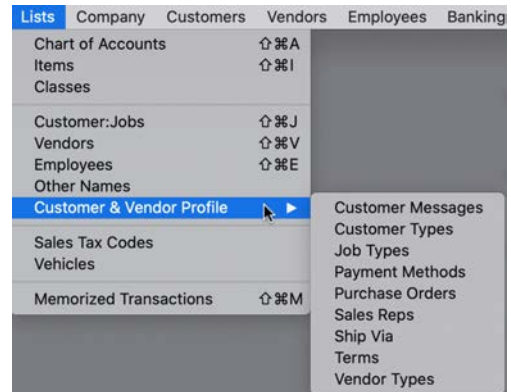 Lists Company Customers Vendors Employees Banking
Chart of Accounts ⇧⌘A
Items ⇧⌘I
Classes
Customer:Jobs ⇧⌘J
Vendors ⇧⌘V
Employees ⇧⌘E
Other Names
Customer & Vendor Profile ▶
Sales Tax Codes
Vehicles
Memorized Transactions ⇧⌘M
Customer Messages
Customer Types
Job Types
Payment Methods
Purchase Orders
Sales Reps
Ship Via
Terms
Vendor Types